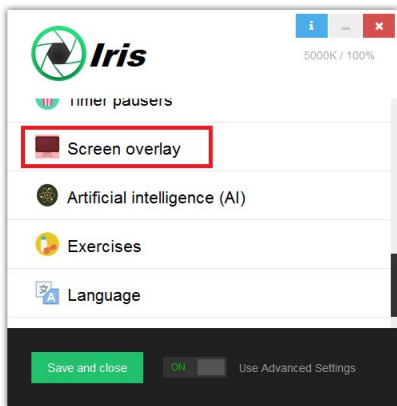 Iris
i
5000K / 100%
Timer pausers
Screen overlay
Artificial intelligence (AI)
Exercises
Language
Save and close ON Use Advanced Settings